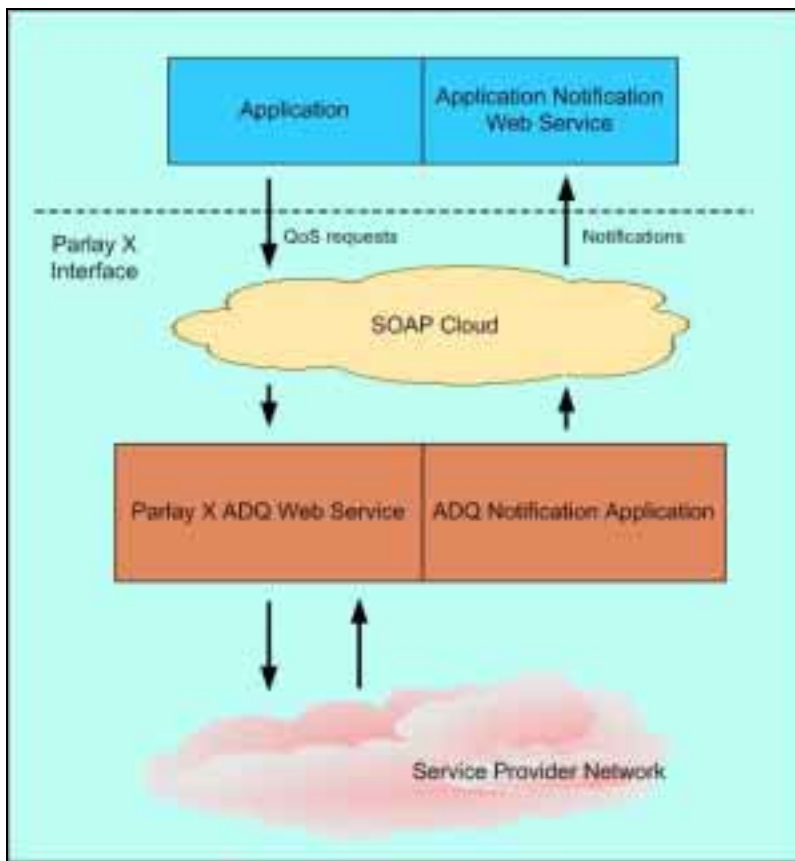 Application
Application Notification
Web Service
QoS requests
Notifications
Parlay X
Interface
SOAP Cloud
Parlay X ADQ Web Service
ADQ Notification Application
Service Provider Network